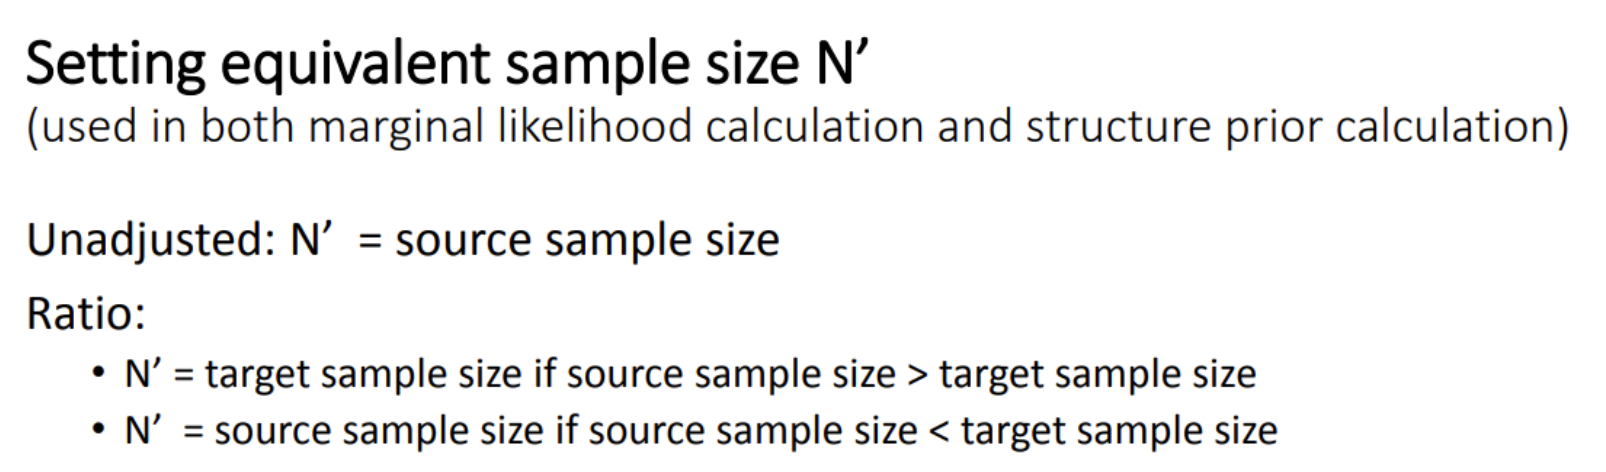 Setting equivalent sample size N’
(used in both marginal likelihood calculation and structure prior calculation)
Unadjusted: N’ = source sample size
Ratio:
• N’ = target sample size if source sample size > target sample size
• N’ = source sample size if source sample size < target sample size